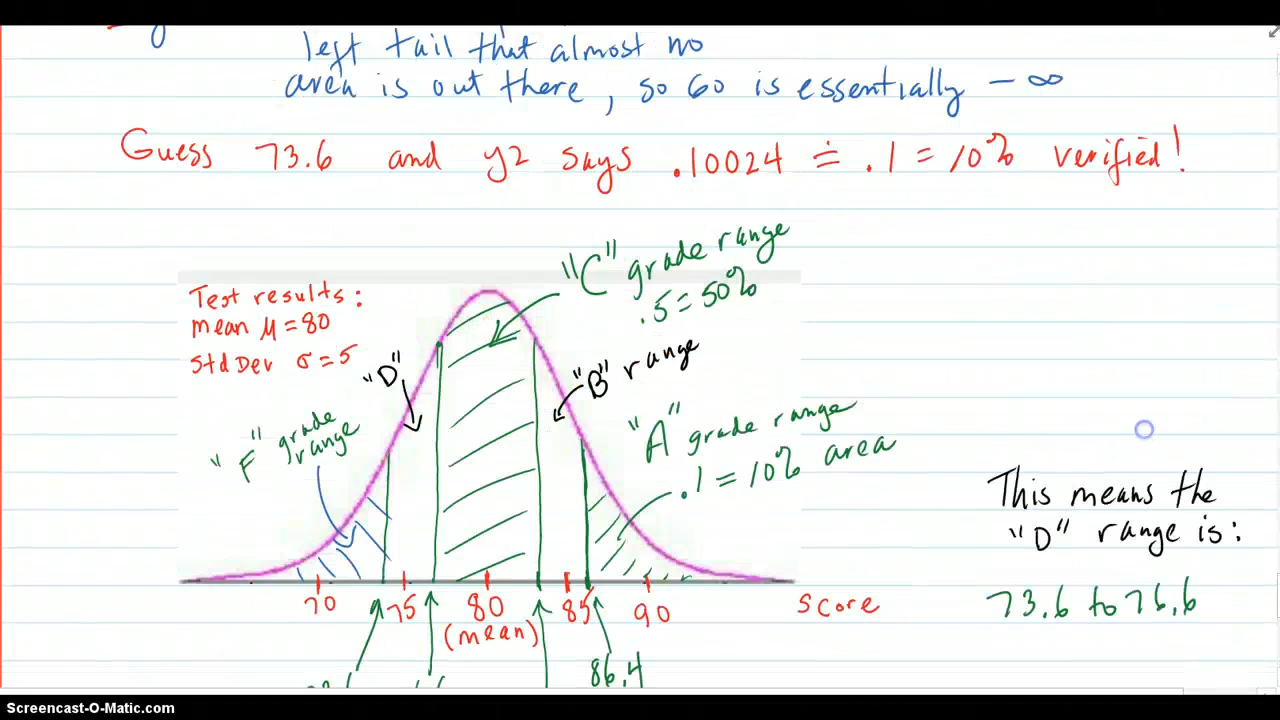 left tail that almost no
area is out there, so 60 is essentially - ∞
Guess 73.6 and y2 says .10024 ≐ .1 = 10% verified!
"C" grade range
.5 = 50%
Test results:
mean μ = 80
Std Dev σ = 5
"D"
"B" range
"F" grade range
"A" grade range
.1 = 10% area
This means the
"D" range is:
73.6 to 76.6
70 75 80 85 90 Score
(mean)
86.4
Screencast-O-Matic.com